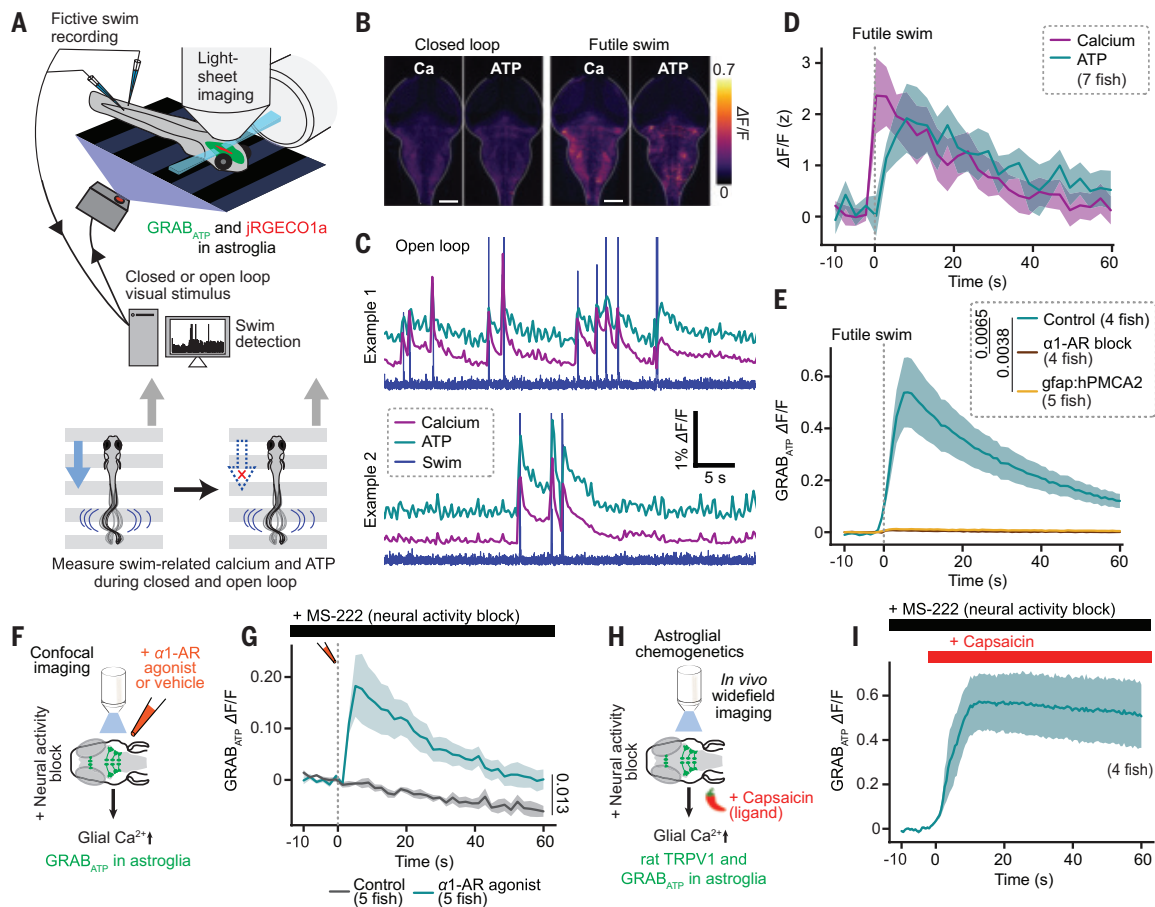 A
Fictive swim
recording
Light-
sheet
imaging
GRABATP and jRGECO1a
in astroglia
Closed or open loop
visual stimulus
Swim
detection
Measure swim-related calcium and ATP
during closed and open loop
B
Closed loop
Futile swim
Ca
ATP
Ca
ATP
0.7
ΔF/F
0
C
Open loop
Example 1
Example 2
Calcium
ATP
Swim
1% ΔF/F
5 s
D
Futile swim
Calcium
ATP
(7 fish)
ΔF/F (z)
3
2
1
0
-10 0 20 40 60
Time (s)
E
Futile swim
0.0065
0.0038
Control (4 fish)
α1-AR block
(4 fish)
gfap:hPMCA2
(5 fish)
GRABATP ΔF/F
0.6
0.4
0.2
0
-10 0 20 40 60
Time (s)
F
Confocal
imaging
+ α1-AR
agonist
or vehicle
+ Neural activity
block
Glial Ca2+
GRABATP in astroglia
G
+ MS-222 (neural activity block)
GRABATP ΔF/F
0.20
0.10
0
0.013
-10 0 20 40 60
Time (s)
Control
(5 fish)
α1-AR agonist
(5 fish)
H
Astroglial
chemogenetics
In vivo
widefield
imaging
+ Neural activity
block
+ Capsaicin
(ligand)
Glial Ca2+
rat TRPV1 and
GRABATP in astroglia
I
+ MS-222 (neural activity block)
+ Capsaicin
GRABATP ΔF/F
0.6
0.4
0.2
0
(4 fish)
-10 0 20 40 60
Time (s)